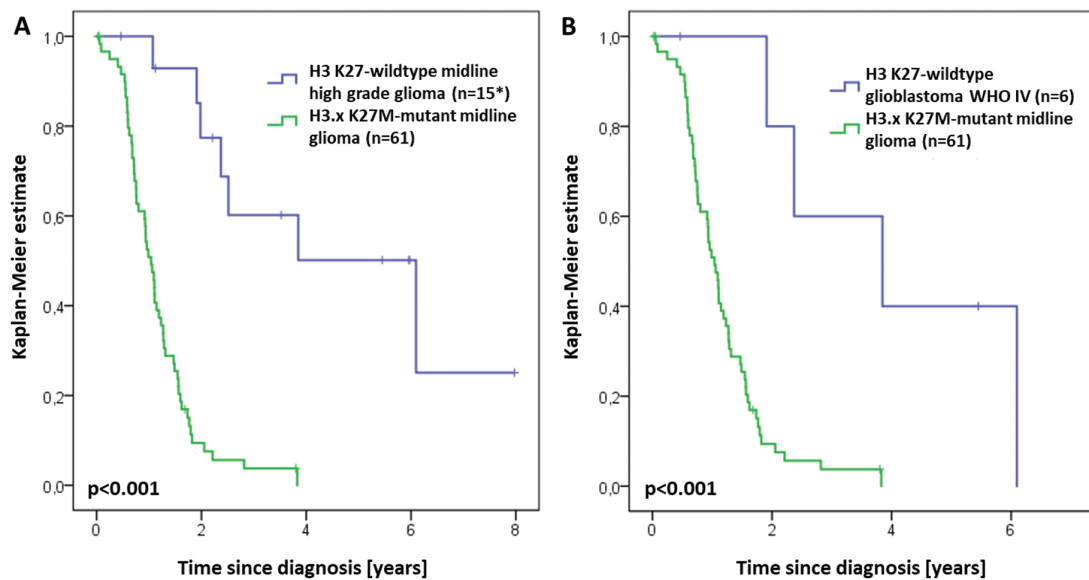 A
Kaplan-Meier estimate
1,0
0,8
0,6
0,4
0,2
0,0
H3 K27-wildtype midline
high grade glioma (n=15*)
H3.x K27M-mutant midline
glioma (n=61)
p<0.001
0 2 4 6 8
Time since diagnosis [years]
B
Kaplan-Meier estimate
1,0
0,8
0,6
0,4
0,2
0,0
H3 K27-wildtype
glioblastoma WHO IV (n=6)
H3.x K27M-mutant midline
glioma (n=61)
p<0.001
0 2 4 6
Time since diagnosis [years]